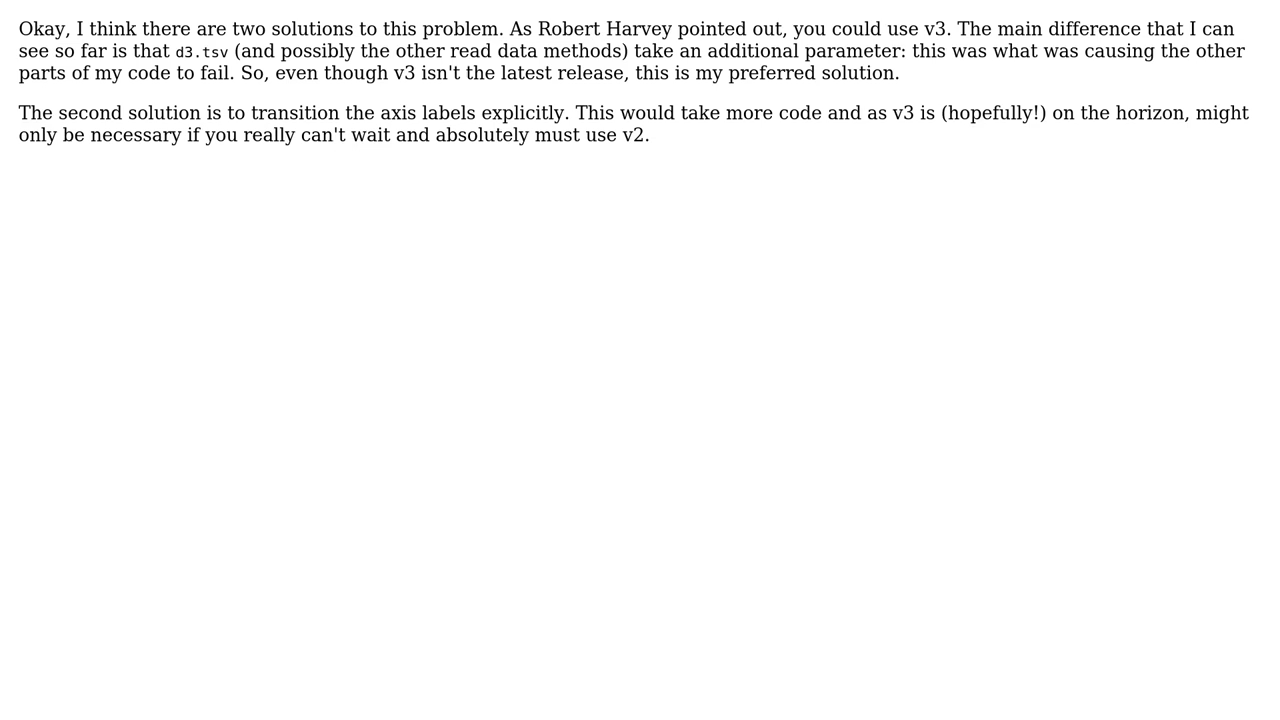 Okay, I think there are two solutions to this problem. As Robert Harvey pointed out, you could use v3. The main difference that I can
see so far is that d3.tsv (and possibly the other read data methods) take an additional parameter: this was what was causing the other
parts of my code to fail. So, even though v3 isn't the latest release, this is my preferred solution.
The second solution is to transition the axis labels explicitly. This would take more code and as v3 is (hopefully!) on the horizon, might
only be necessary if you really can't wait and absolutely must use v2.